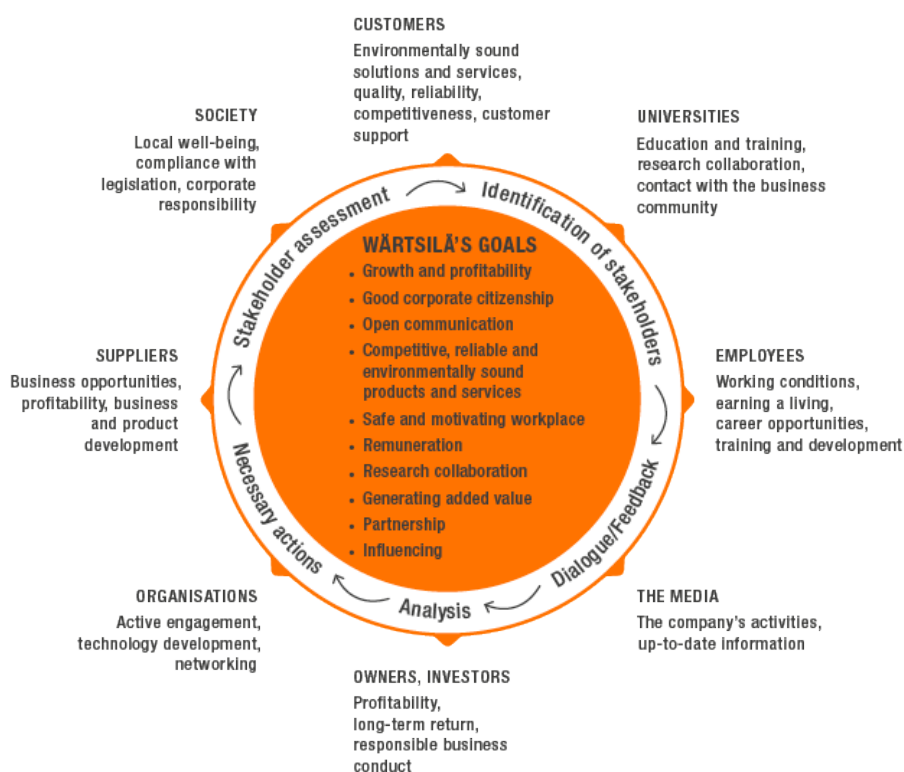 CUSTOMERS
Environmentally sound
solutions and services,
quality, reliability,
competitiveness, customer
support
UNIVERSITIES
Education and training,
research collaboration,
contact with the business
community
EMPLOYEES
Working conditions,
earning a living,
career opportunities,
training and development
THE MEDIA
The company's activities,
up-to-date information
OWNERS, INVESTORS
Profitability,
long-term return,
responsible business
conduct
ORGANISATIONS
Active engagement,
technology development,
networking
SUPPLIERS
Business opportunities,
profitability, business
and product
development
SOCIETY
Local well-being,
compliance with
legislation, corporate
responsibility
Stakeholder assessment
Identification of stakeholders
Dialogue/Feedback
Analysis
Necessary actions
WÄRTSILÄ'S GOALS
• Growth and profitability
• Good corporate citizenship
• Open communication
• Competitive, reliable and
environmentally sound
products and services
• Safe and motivating workplace
• Remuneration
• Research collaboration
• Generating added value
• Partnership
• Influencing